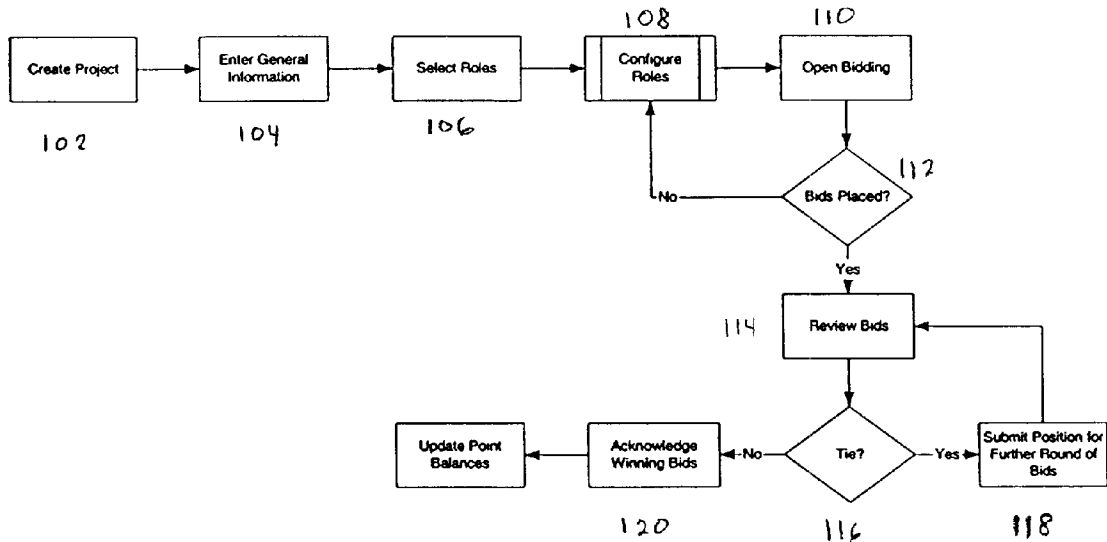 108
110
Create Project
Enter General
Information
Select Roles
Configure
Roles
Open Bidding
102
104
106
112
Bids Placed?
No
Yes
114
Review Bids
Update Point
Balances
Acknowledge
Winning Bids
No
Tie?
Yes
Submit Position for
Further Round of
Bids
120
116
118